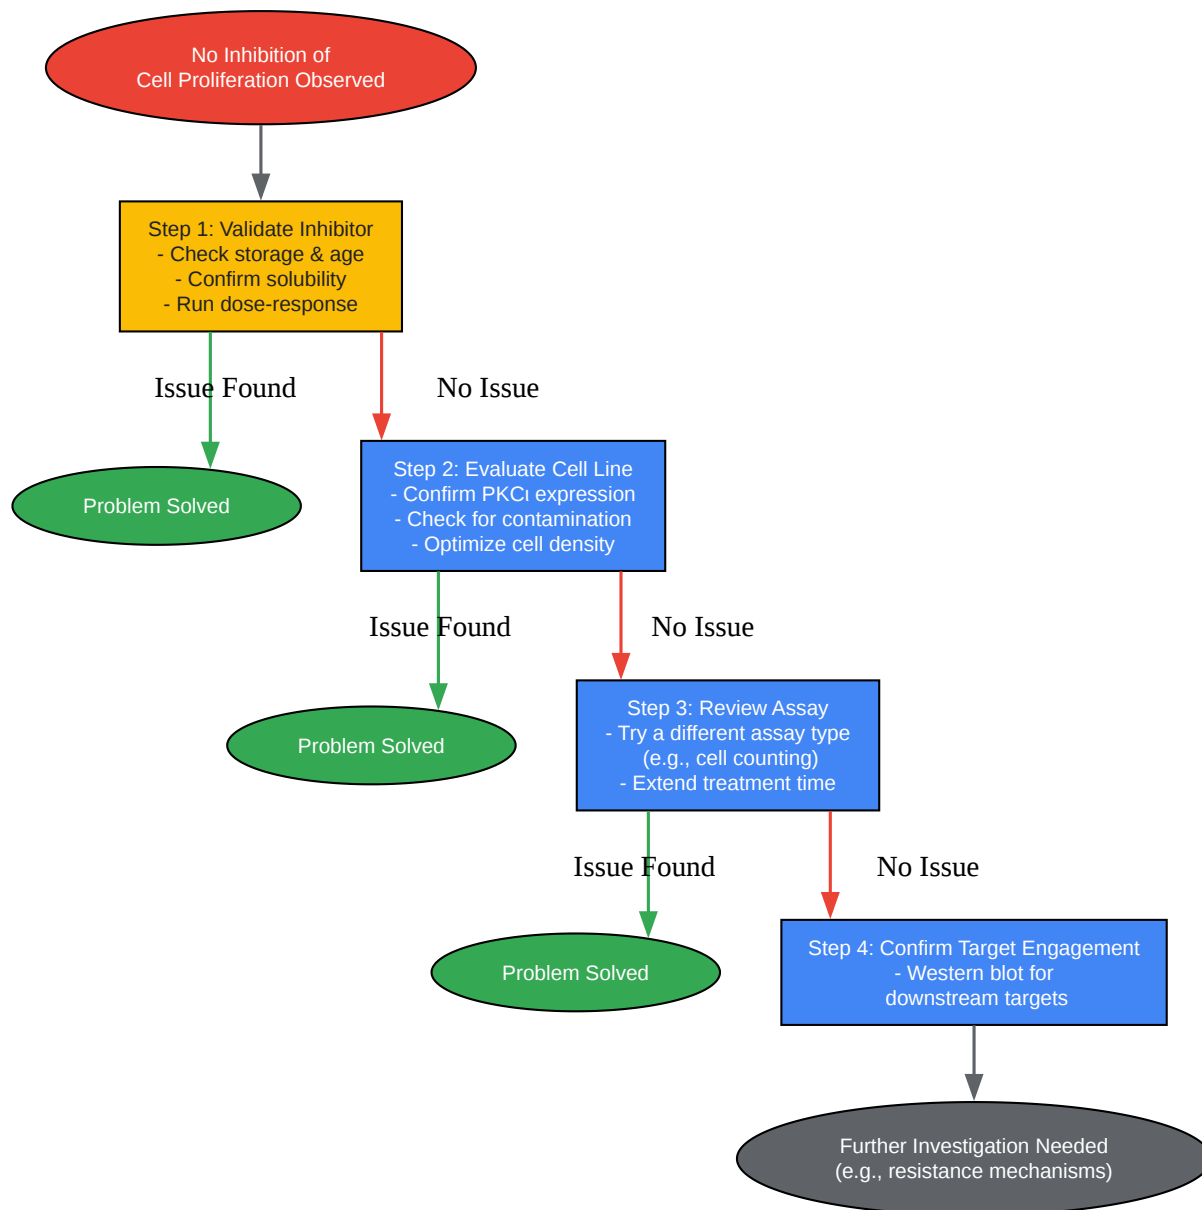 No Inhibition of
Cell Proliferation Observed
Step 1: Validate Inhibitor
- Check storage & age
- Confirm solubility
- Run dose-response
Issue Found
No Issue
Problem Solved
Step 2: Evaluate Cell Line
- Confirm PKCι expression
- Check for contamination
- Optimize cell density
Issue Found
No Issue
Problem Solved
Step 3: Review Assay
- Try a different assay type
(e.g., cell counting)
- Extend treatment time
Issue Found
No Issue
Problem Solved
Step 4: Confirm Target Engagement
- Western blot for
downstream targets
Further Investigation Needed
(e.g., resistance mechanisms)